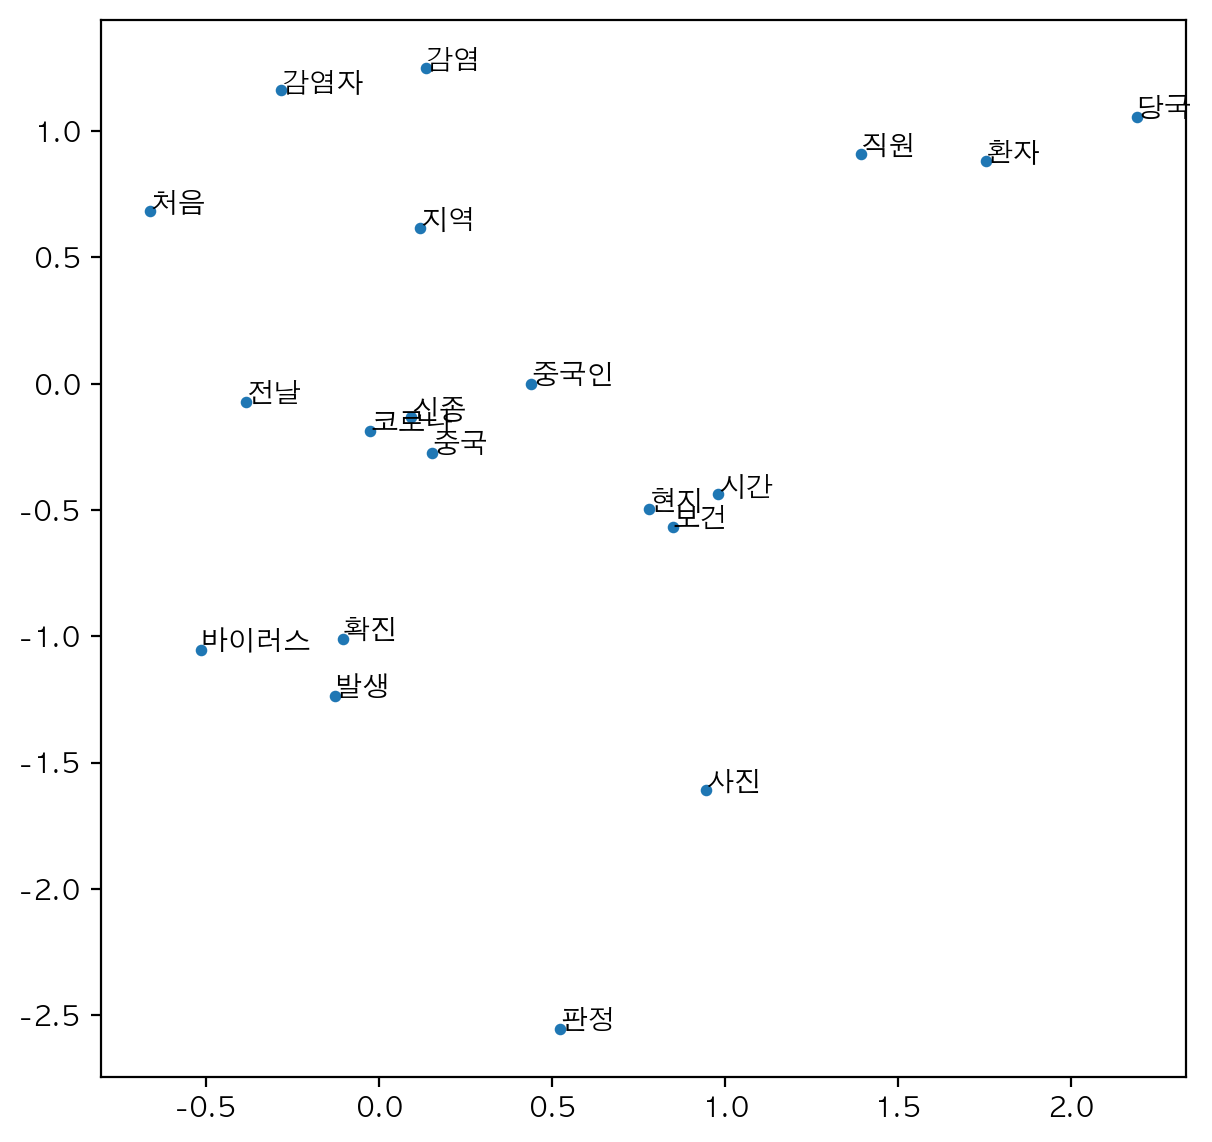 감염
감염자
당국
1.0
직원
환자
처음
지역
0.5
중국인
0.0
전날
신종
코로나
중국
시간
현지
-0.5
보건
확진
바이러스
-1.0
발생
-1.5
사진
-2.0
-2.5
판정
-0.5
0.0
0.5
1.0
1.5
2.0